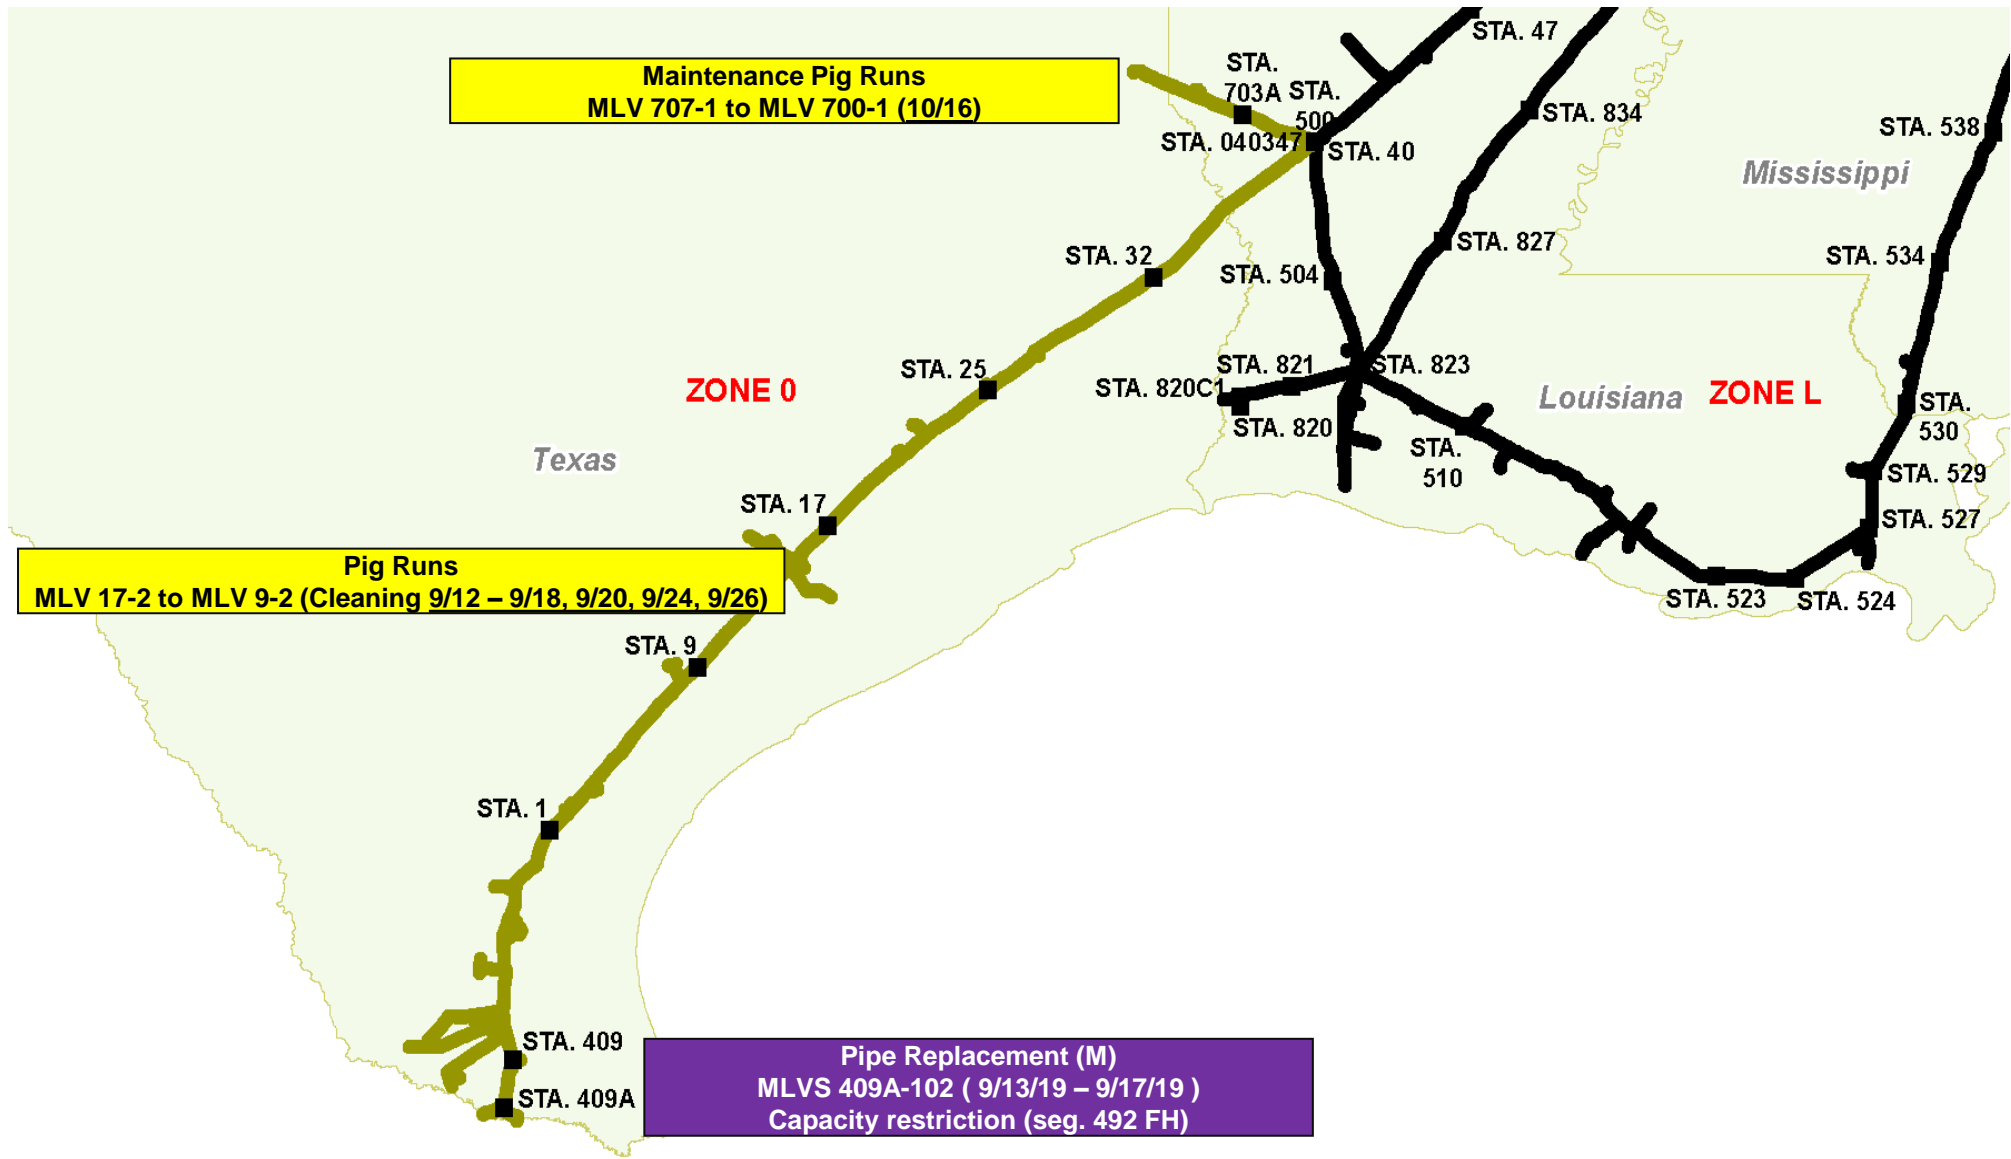 STA. 47
Maintenance Pig Runs
MLV 707-1 to MLV 700-1 (10/16)
STA.
703A
STA.
500
STA. 834
STA. 538
STA. 040347
STA. 40
Mississippi
STA. 32
STA. 504
STA. 827
STA. 534
STA. 25
ZONE 0
STA. 821
STA. 823
STA. 820C1
Louisiana
ZONE L
STA.
530
STA. 820
STA.
510
Texas
STA. 529
STA. 17
STA. 527
Pig Runs
MLV 17-2 to MLV 9-2 (Cleaning 9/12 – 9/18, 9/20, 9/24, 9/26)
STA. 523
STA. 524
STA. 9
STA. 1
STA. 409
Pipe Replacement (M)
MLVS 409A-102 ( 9/13/19 – 9/17/19 )
Capacity restriction (seg. 492 FH)
STA. 409A